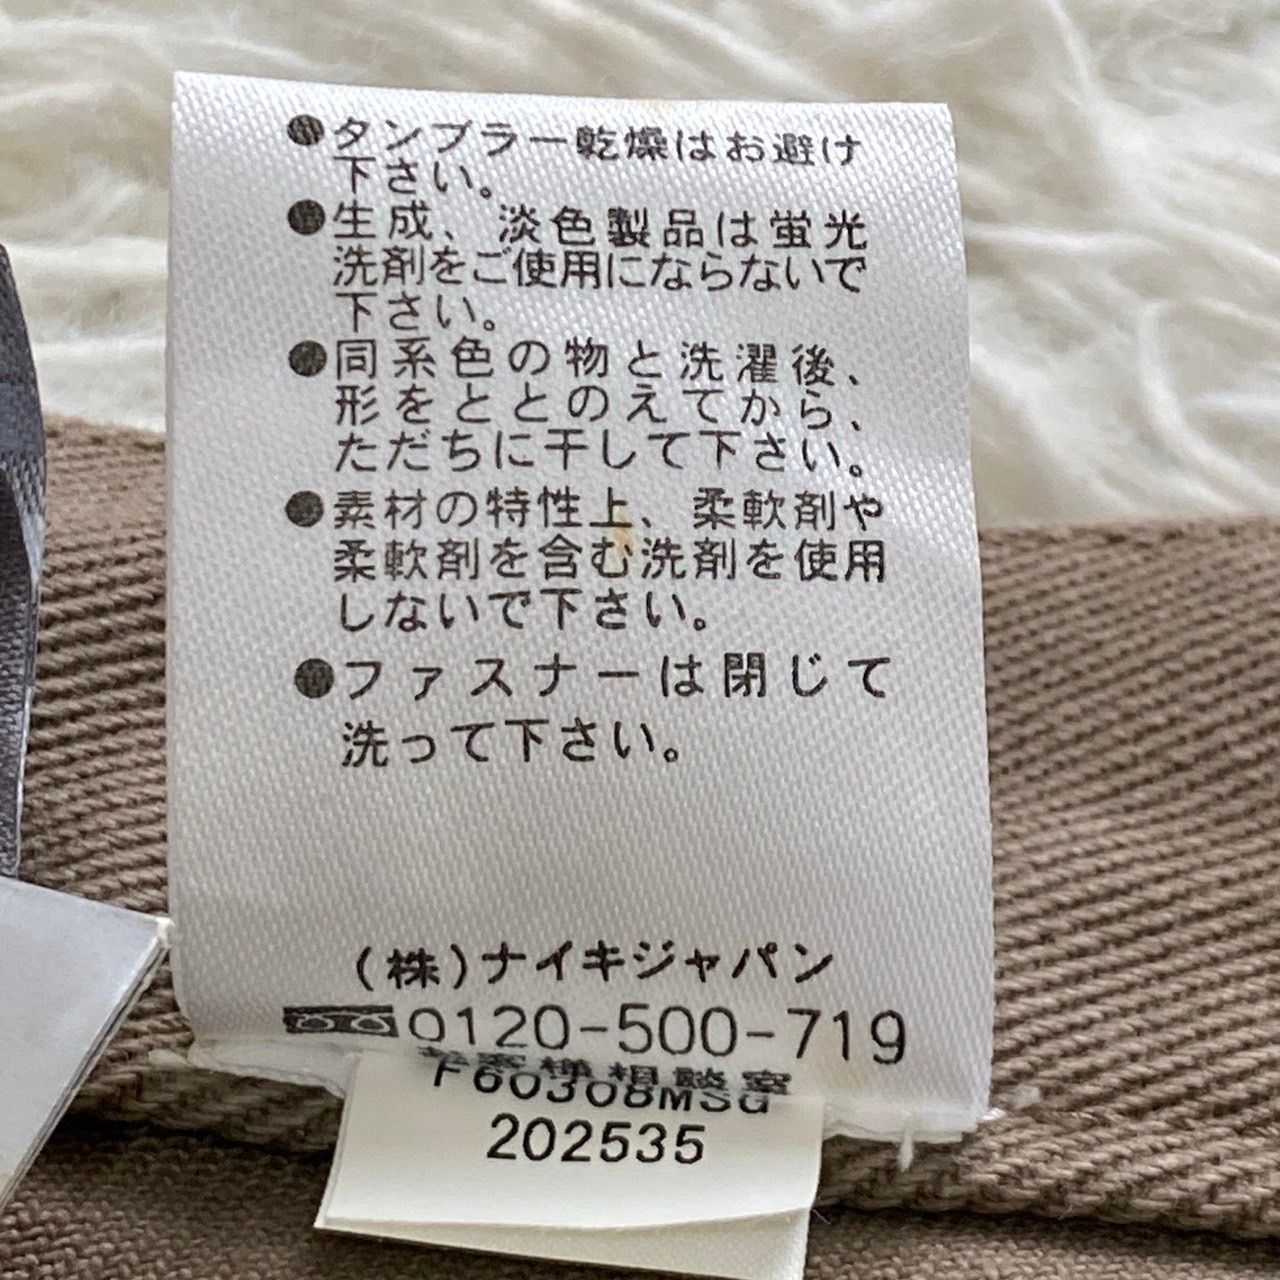 ●タンブラー乾燥はお避け
下さい。
●生成、淡色製品は蛍光
洗剤をご使用にならないで
下さい。
●同系色の物と洗濯後、
形をととのえてから、
ただちに干して下さい。
●素材の特性上、柔軟剤や
柔軟剤を含む洗剤を使用
しないで下さい。
●ファスナーは閉じて
洗って下さい。
(株)ナイキジャパン
0120-500-719
お客様相談室
F60308MSG
202535